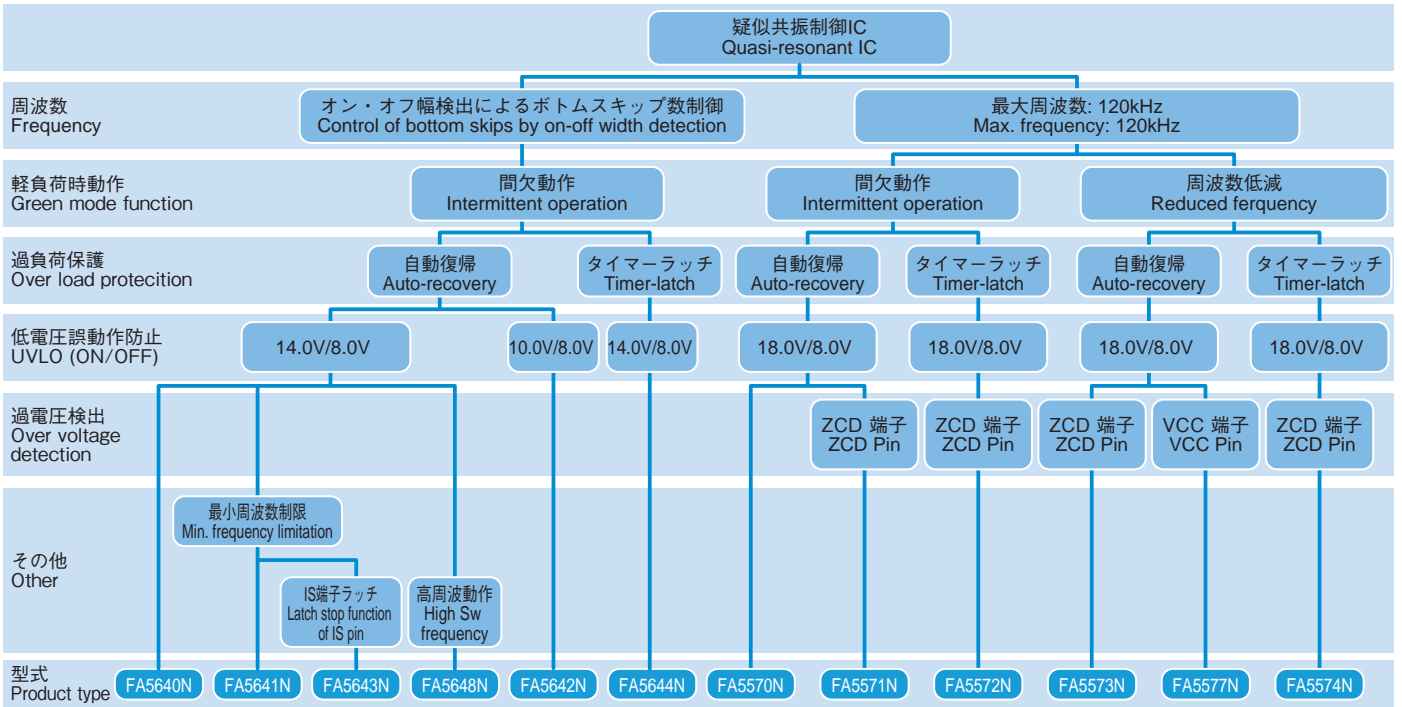 疑似共振制御IC
Quasi-resonant IC
周波数
Frequency
オン・オフ幅検出によるボトムスキップ数制御
Control of bottom skips by on-off width detection
最大周波数: 120kHz
Max. frequency: 120kHz
軽負荷時動作
Green mode function
間欠動作
Intermittent operation
間欠動作
Intermittent operation
周波数低減
Reduced ferquency
過負荷保護
Over load protecition
自動復帰
Auto-recovery
タイマーラッチ
Timer-latch
自動復帰
Auto-recovery
タイマーラッチ
Timer-latch
自動復帰
Auto-recovery
タイマーラッチ
Timer-latch
低電圧誤動作防止
UVLO (ON/OFF)
14.0V/8.0V
10.0V/8.0V
14.0V/8.0V
18.0V/8.0V
18.0V/8.0V
18.0V/8.0V
18.0V/8.0V
過電圧検出
Over voltage
detection
ZCD 端子
ZCD Pin
ZCD 端子
ZCD Pin
ZCD 端子
ZCD Pin
VCC 端子
VCC Pin
ZCD 端子
ZCD Pin
その他
Other
最小周波数制限
Min. frequency limitation
IS端子ラッチ
Latch stop function
of IS pin
高周波動作
High Sw
frequency
型式
Product type
FA5640N
FA5641N
FA5643N
FA5648N
FA5642N
FA5644N
FA5570N
FA5571N
FA5572N
FA5573N
FA5577N
FA5574N